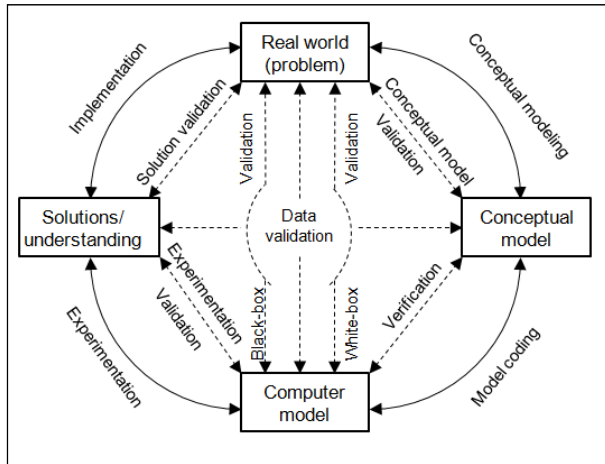 Real world
(problem)
Implementation
Conceptual modeling
Solution validation
Validation
Validation
Conceptual model
Validation
Solutions/
understanding
Data
validation
Conceptual
model
Experimentation
Validation
Experimentation
Black-box
White-box
Verification
Model coding
Computer
model